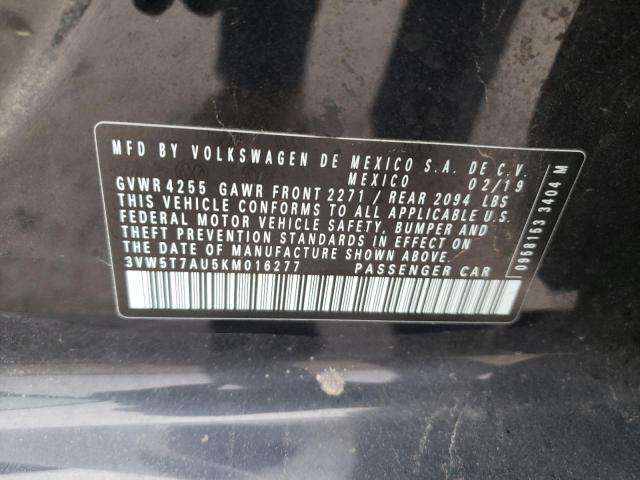 MFD BY VOLKSWAGEN DE MEXICO S.A. DE C.V.
MEXICO 02/19
GVWR 4255 GAWR FRONT 2271 / REAR 2094 LBS
THIS VEHICLE CONFORMS TO ALL APPLICABLE U.S.
FEDERAL MOTOR VEHICLE SAFETY, BUMPER AND
THEFT PREVENTION STANDARDS IN EFFECT ON
THE DATE OF MANUFACTURE SHOWN ABOVE.
3VW5T7AU5KM016277 PASSENGER CAR
0958153 3404 M